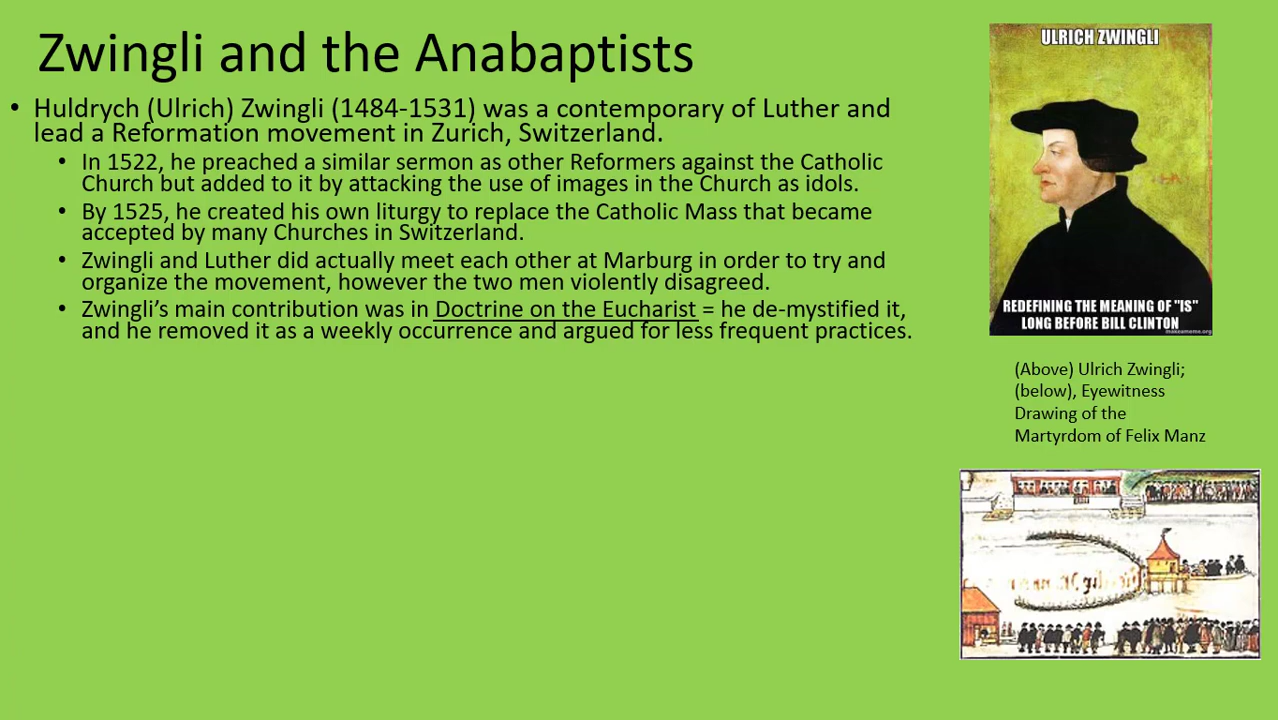 Zwingli and the Anabaptists
• Huldrych (Ulrich) Zwingli (1484-1531) was a contemporary of Luther and
lead a Reformation movement in Zurich, Switzerland.
• In 1522, he preached a similar sermon as other Reformers against the Catholic
Church but added to it by attacking the use of images in the Church as idols.
• By 1525, he created his own liturgy to replace the Catholic Mass that became
accepted by many Churches in Switzerland.
• Zwingli and Luther did actually meet each other at Marburg in order to try and
organize the movement, however the two men violently disagreed.
• Zwingli’s main contribution was in Doctrine on the Eucharist = he de-mystified it,
and he removed it as a weekly occurrence and argued for less frequent practices.
ULRICH ZWINGLI
REDEFINING THE MEANING OF "IS"
LONG BEFORE BILL CLINTON
makeameme.org
(Above) Ulrich Zwingli;
(below), Eyewitness
Drawing of the
Martyrdom of Felix Manz